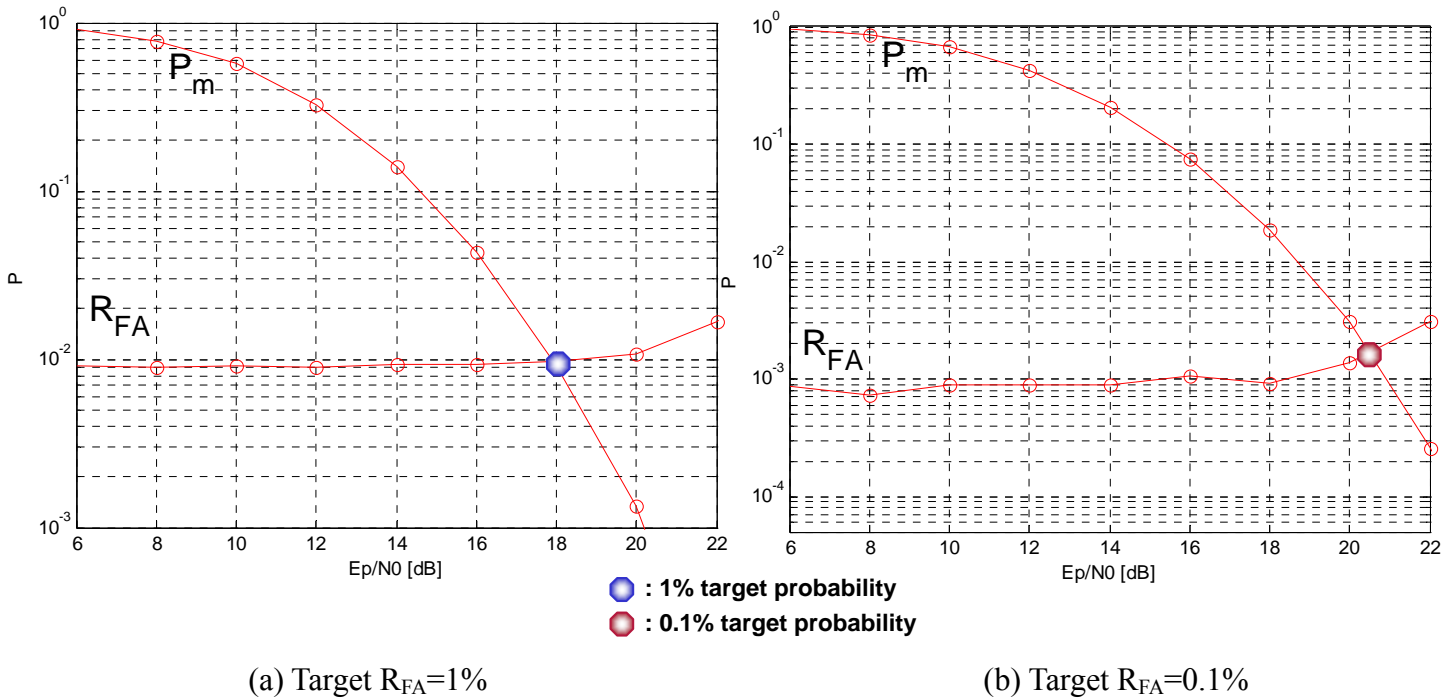 10^0
10^-1
10^-2
10^-3
P
P_m
R_FA
6 8 10 12 14 16 18 20 22
Ep/N0 [dB]
10^0
10^-1
10^-2
10^-3
10^-4
P
P_m
R_FA
6 8 10 12 14 16 18 20 22
Ep/N0 [dB]
: 1% target probability
: 0.1% target probability
(a) Target R_FA=1%
(b) Target R_FA=0.1%